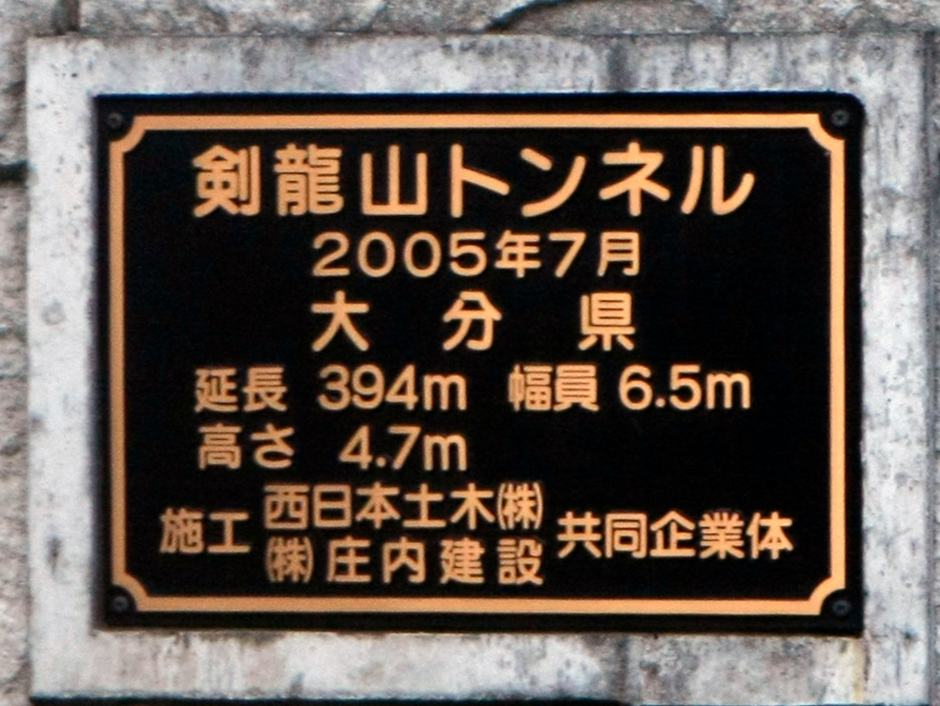 剣龍山トンネル
2005年7月
大分県
延長 394m 幅員 6.5m
高さ 4.7m
施工 西日本土木㈱ 共同企業体
㈱庄内建設